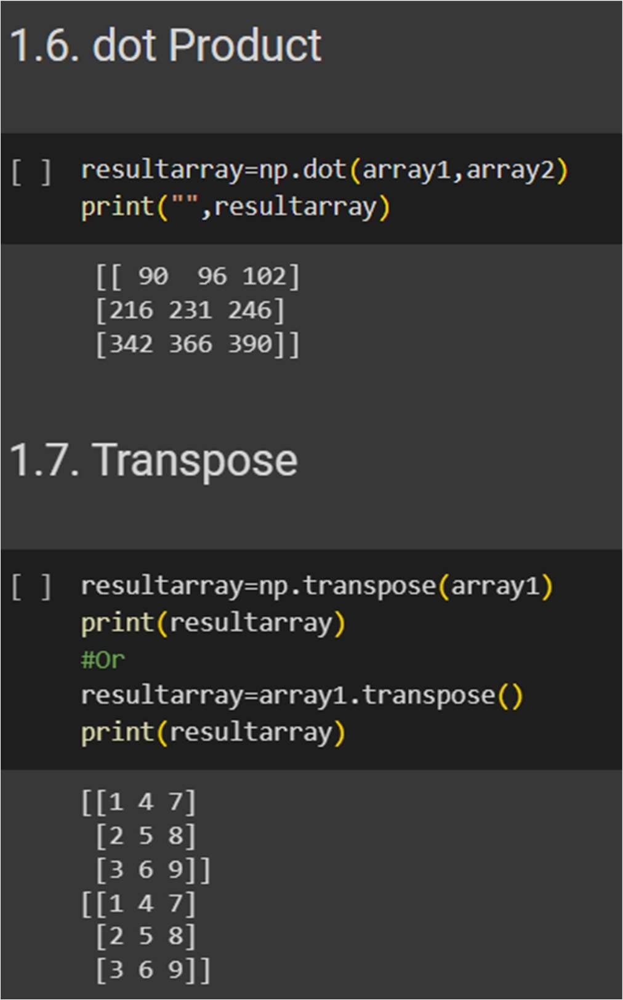 1.6. dot Product
[ ] resultarray=np.dot(array1,array2)
print("",resultarray)
[[ 90  96 102]
[216 231 246]
[342 366 390]]
1.7. Transpose
[ ] resultarray=np.transpose(array1)
print(resultarray)
#Or
resultarray=array1.transpose()
print(resultarray)
[[1 4 7]
 [2 5 8]
 [3 6 9]]
[[1 4 7]
 [2 5 8]
 [3 6 9]]